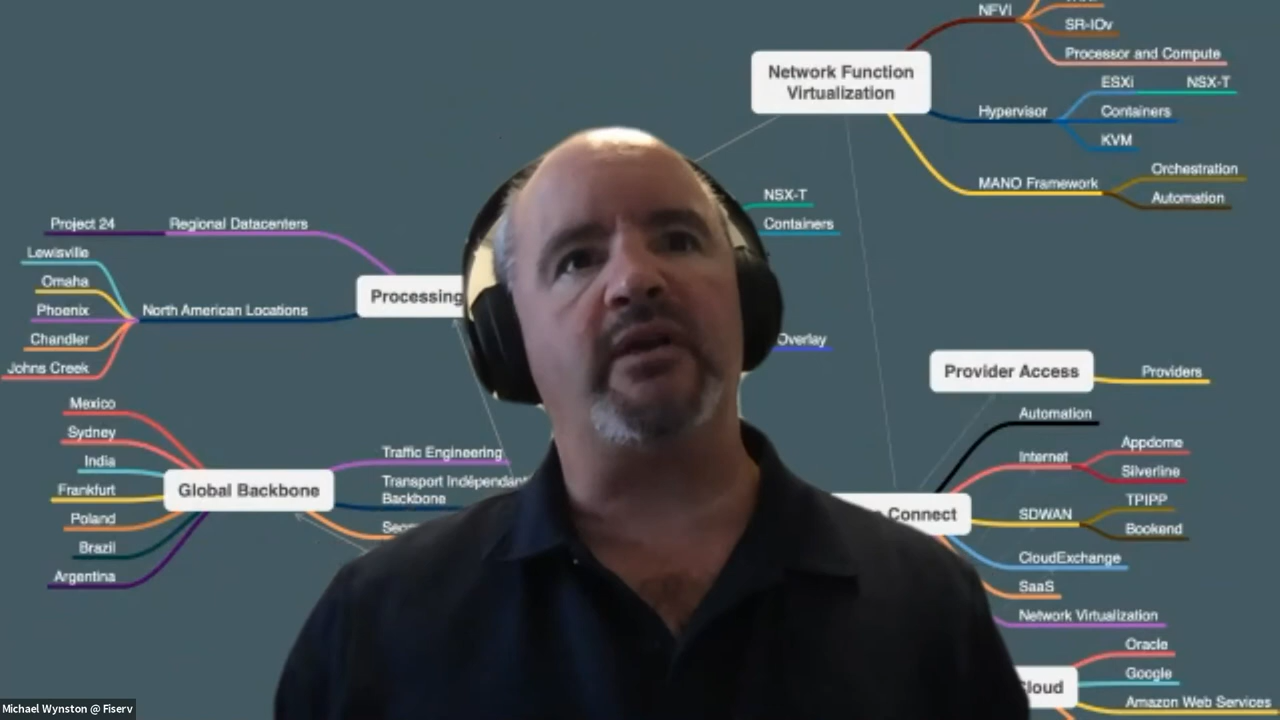 NFVI
SR-IOv
Processor and Compute
Network Function
Virtualization
ESXi
NSX-T
Hypervisor
Containers
KVM
MANO Framework
Orchestration
Automation
NSX-T
Containers
Project 24
Regional Datacenters
Lewisville
Omaha
Phoenix
Chandler
Johns Creek
North American Locations
Processing
Overlay
Provider Access
Providers
Mexico
Sydney
India
Frankfurt
Poland
Brazil
Argentina
Global Backbone
Traffic Engineering
Transport Independant
Backbone
Automation
Internet
Appdome
Silverline
Connect
SDWAN
TPIPP
Bookend
CloudExchange
SaaS
Network Virtualization
Cloud
Oracle
Google
Amazon Web Services
Michael Wynston @ Fiserv